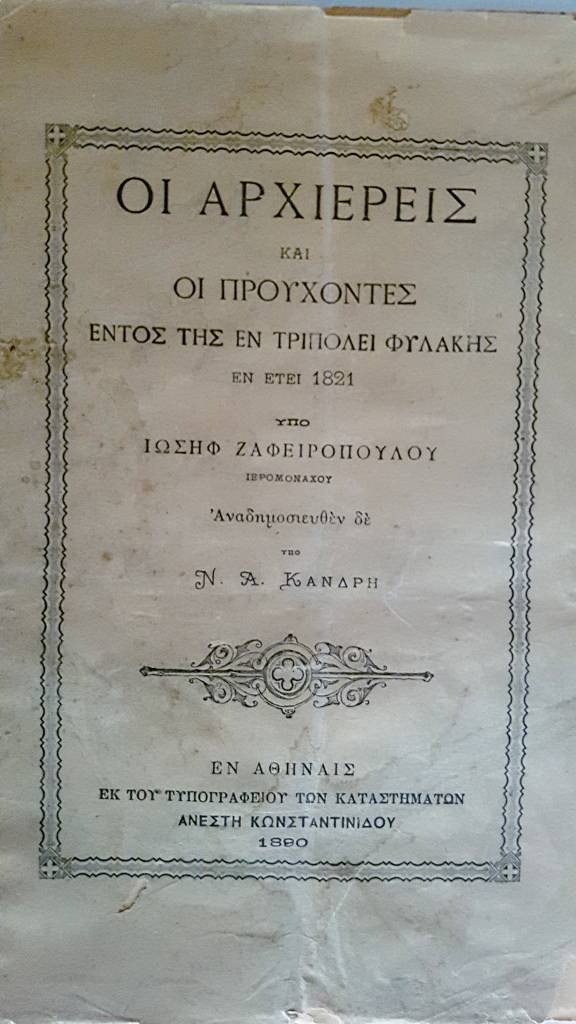 ΟΙ ΑΡΧΙΕΡΕΙΣ
ΚΑΙ
ΟΙ ΠΡΟΥΧΟΝΤΕΣ
ΕΝΤΟΣ ΤΗΣ ΕΝ ΤΡΙΠΟΛΕΙ ΦΥΛΑΚΗΣ
ΕΝ ΕΤΕΙ 1821
ΥΠΟ
ΙΩΣΗΦ ΖΑΦΕΙΡΟΠΟΥΛΟΥ
ΙΕΡΟΜΟΝΑΧΟΥ
Ἀναδημοσιευθὲν δὲ
ΥΠΟ
Ν. Α. ΚΑΝΔΡΗ
ΕΝ ΑΘΗΝΑΙΣ
ΕΚ ΤΟΥ ΤΥΠΟΓΡΑΦΕΙΟΥ ΤΩΝ ΚΑΤΑΣΤΗΜΑΤΩΝ
ΑΝΕΣΤΗ ΚΩΝΣΤΑΝΤΙΝΙΔΟΥ
1890